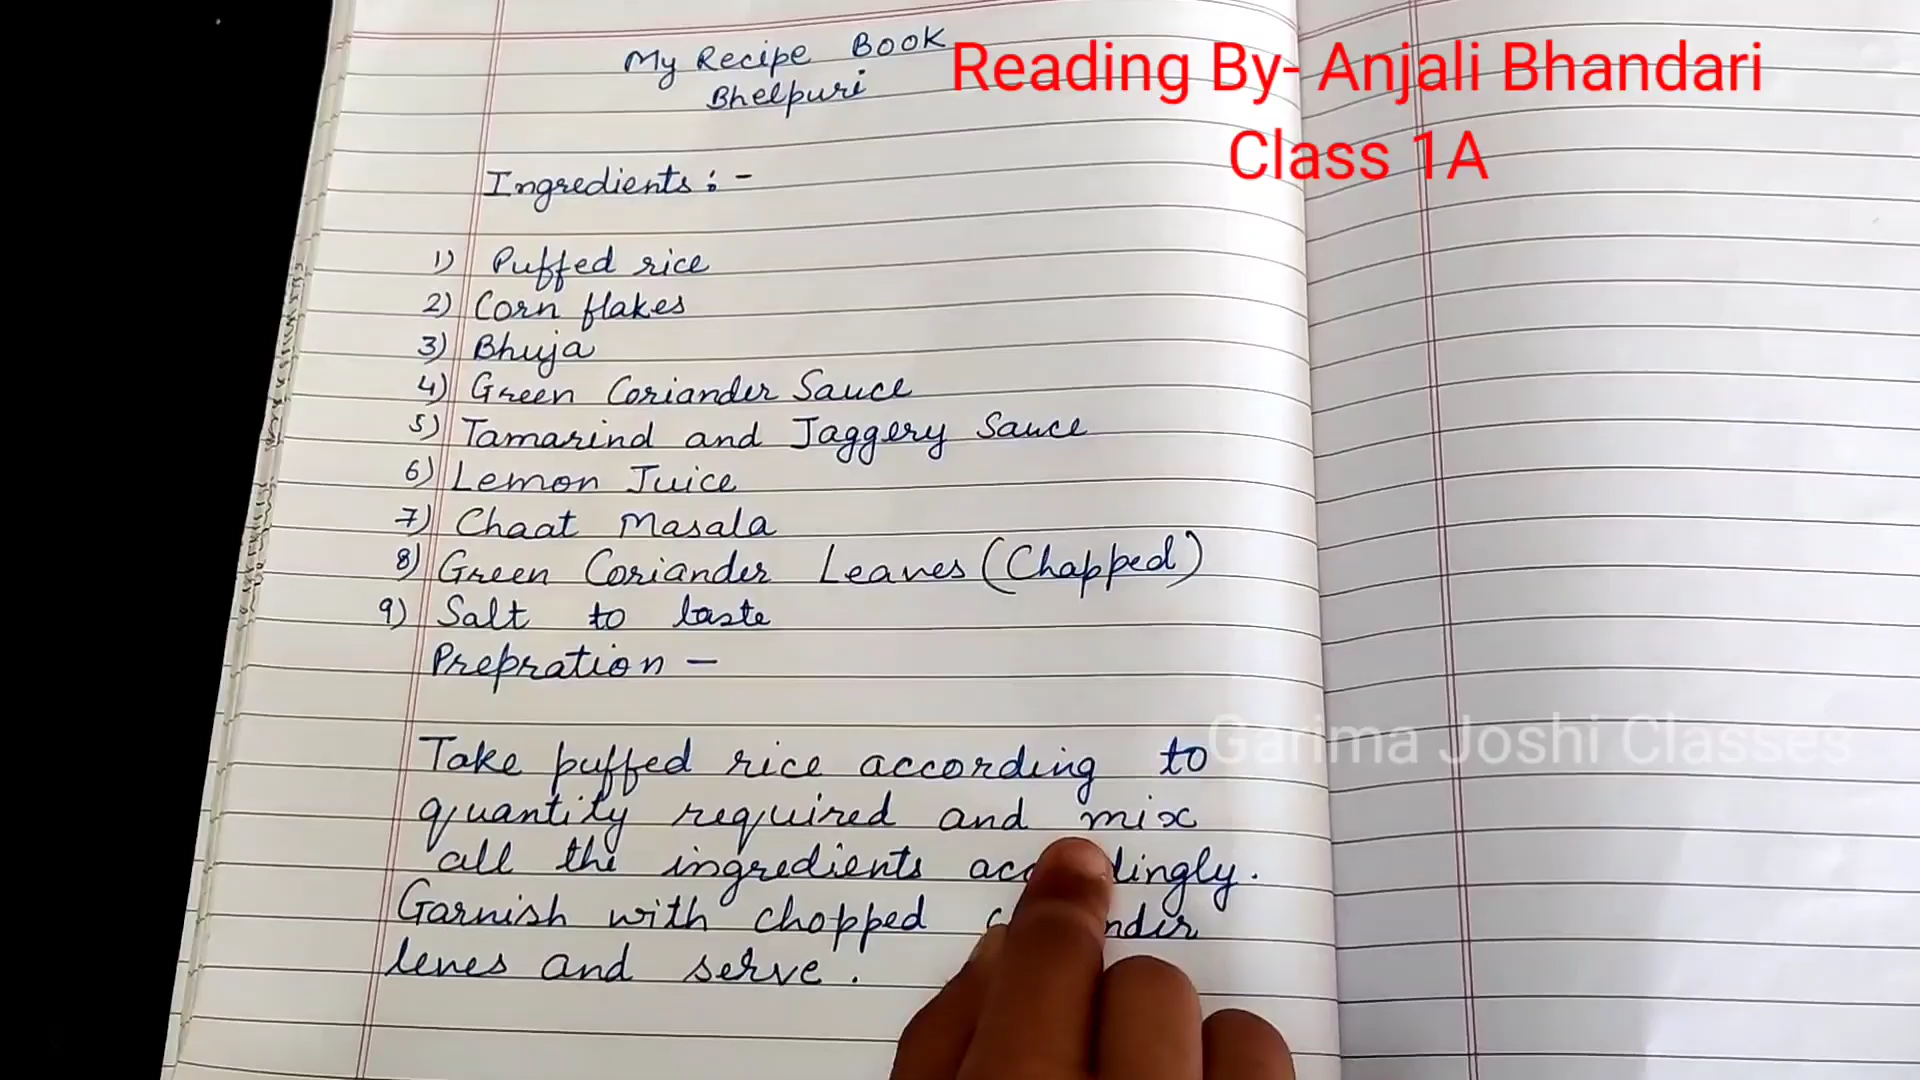 My Recipe Book
Bhelpuri
Reading By- Anjali Bhandari
Class 1A
Ingredients : -
1) Puffed rice
2) Corn flakes
3) Bhuja
4) Green Coriander Sauce
5) Tamarind and Jaggery Sauce
6) Lemon Juice
7) Chaat Masala
8) Green Coriander Leaves (Chapped)
9) Salt to taste
Prepration -
Take puffed rice according to
quantity required and mix
all the ingredients
Garnish with chopped
leves and serve.
Garima Joshi Classes